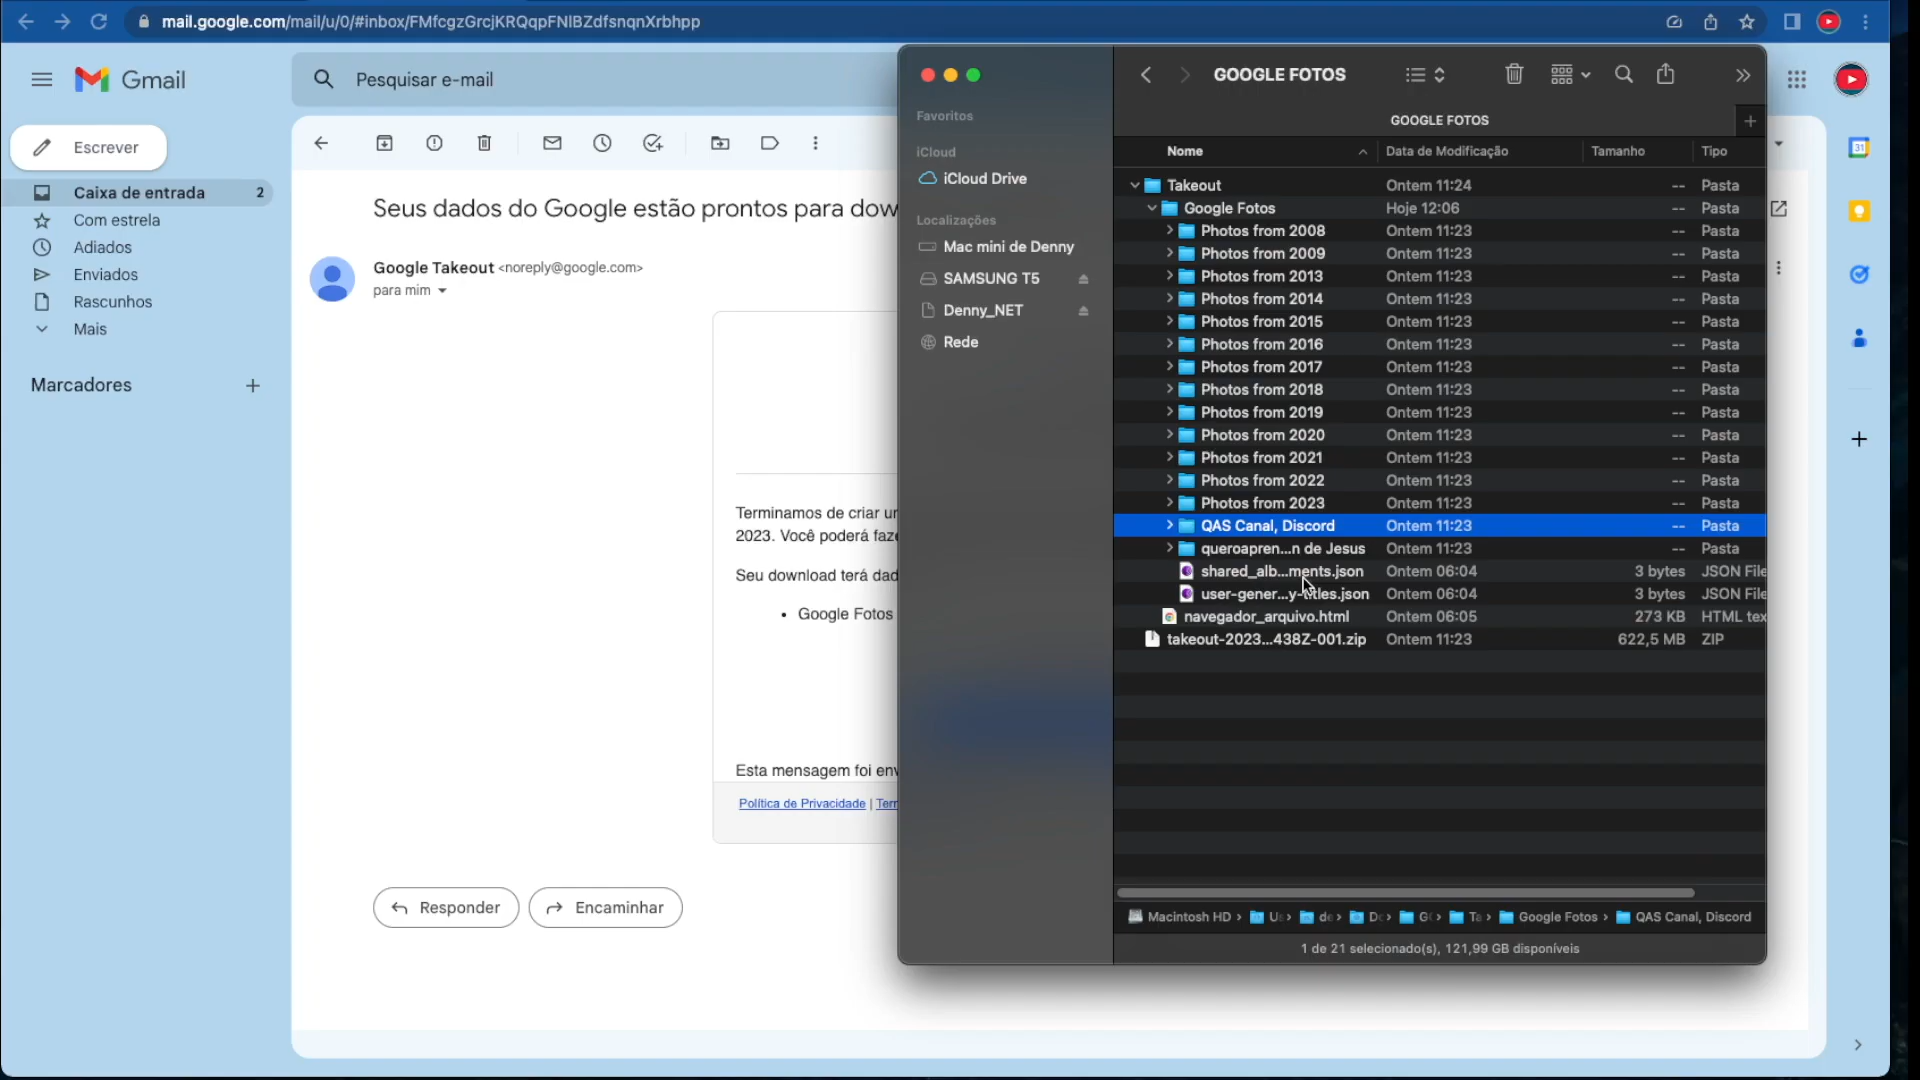 mail.google.com/mail/u/0/#inbox/FMfcgzGrcjKRQqpFNlBZdfsnqnXrbhpp
Gmail
Pesquisar e-mail
Escrever
Caixa de entrada 2
Com estrela
Adiados
Enviados
Rascunhos
Mais
Marcadores
Seus dados do Google estão prontos para dow
Google Takeout <noreply@google.com>
para mim
Terminamos de criar ur
2023. Você poderá faze
Seu download terá dad
• Google Fotos
Esta mensagem foi env
Política de Privacidade | Terr
Responder
Encaminhar
Favoritos
iCloud
iCloud Drive
Localizações
Mac mini de Denny
SAMSUNG T5
Denny_NET
Rede
GOOGLE FOTOS
GOOGLE FOTOS
Nome Data de Modificação Tamanho Tipo
Takeout Ontem 11:24 -- Pasta
Google Fotos Hoje 12:06 -- Pasta
Photos from 2008 Ontem 11:23 -- Pasta
Photos from 2009 Ontem 11:23 -- Pasta
Photos from 2013 Ontem 11:23 -- Pasta
Photos from 2014 Ontem 11:23 -- Pasta
Photos from 2015 Ontem 11:23 -- Pasta
Photos from 2016 Ontem 11:23 -- Pasta
Photos from 2017 Ontem 11:23 -- Pasta
Photos from 2018 Ontem 11:23 -- Pasta
Photos from 2019 Ontem 11:23 -- Pasta
Photos from 2020 Ontem 11:23 -- Pasta
Photos from 2021 Ontem 11:23 -- Pasta
Photos from 2022 Ontem 11:23 -- Pasta
Photos from 2023 Ontem 11:23 -- Pasta
QAS Canal, Discord Ontem 11:23 -- Pasta
queroapren...n de Jesus Ontem 11:23 -- Pasta
shared_alb...ments.json Ontem 06:04 3 bytes JSON File
user-gener...y-titles.json Ontem 06:04 3 bytes JSON File
navegador_arquivo.html Ontem 06:05 273 KB HTML tex
takeout-2023...438Z-001.zip Ontem 11:23 622,5 MB ZIP
Macintosh HD › U › de › D › G › Ta › Google Fotos › QAS Canal, Discord
1 de 21 selecionado(s), 121,99 GB disponíveis
31